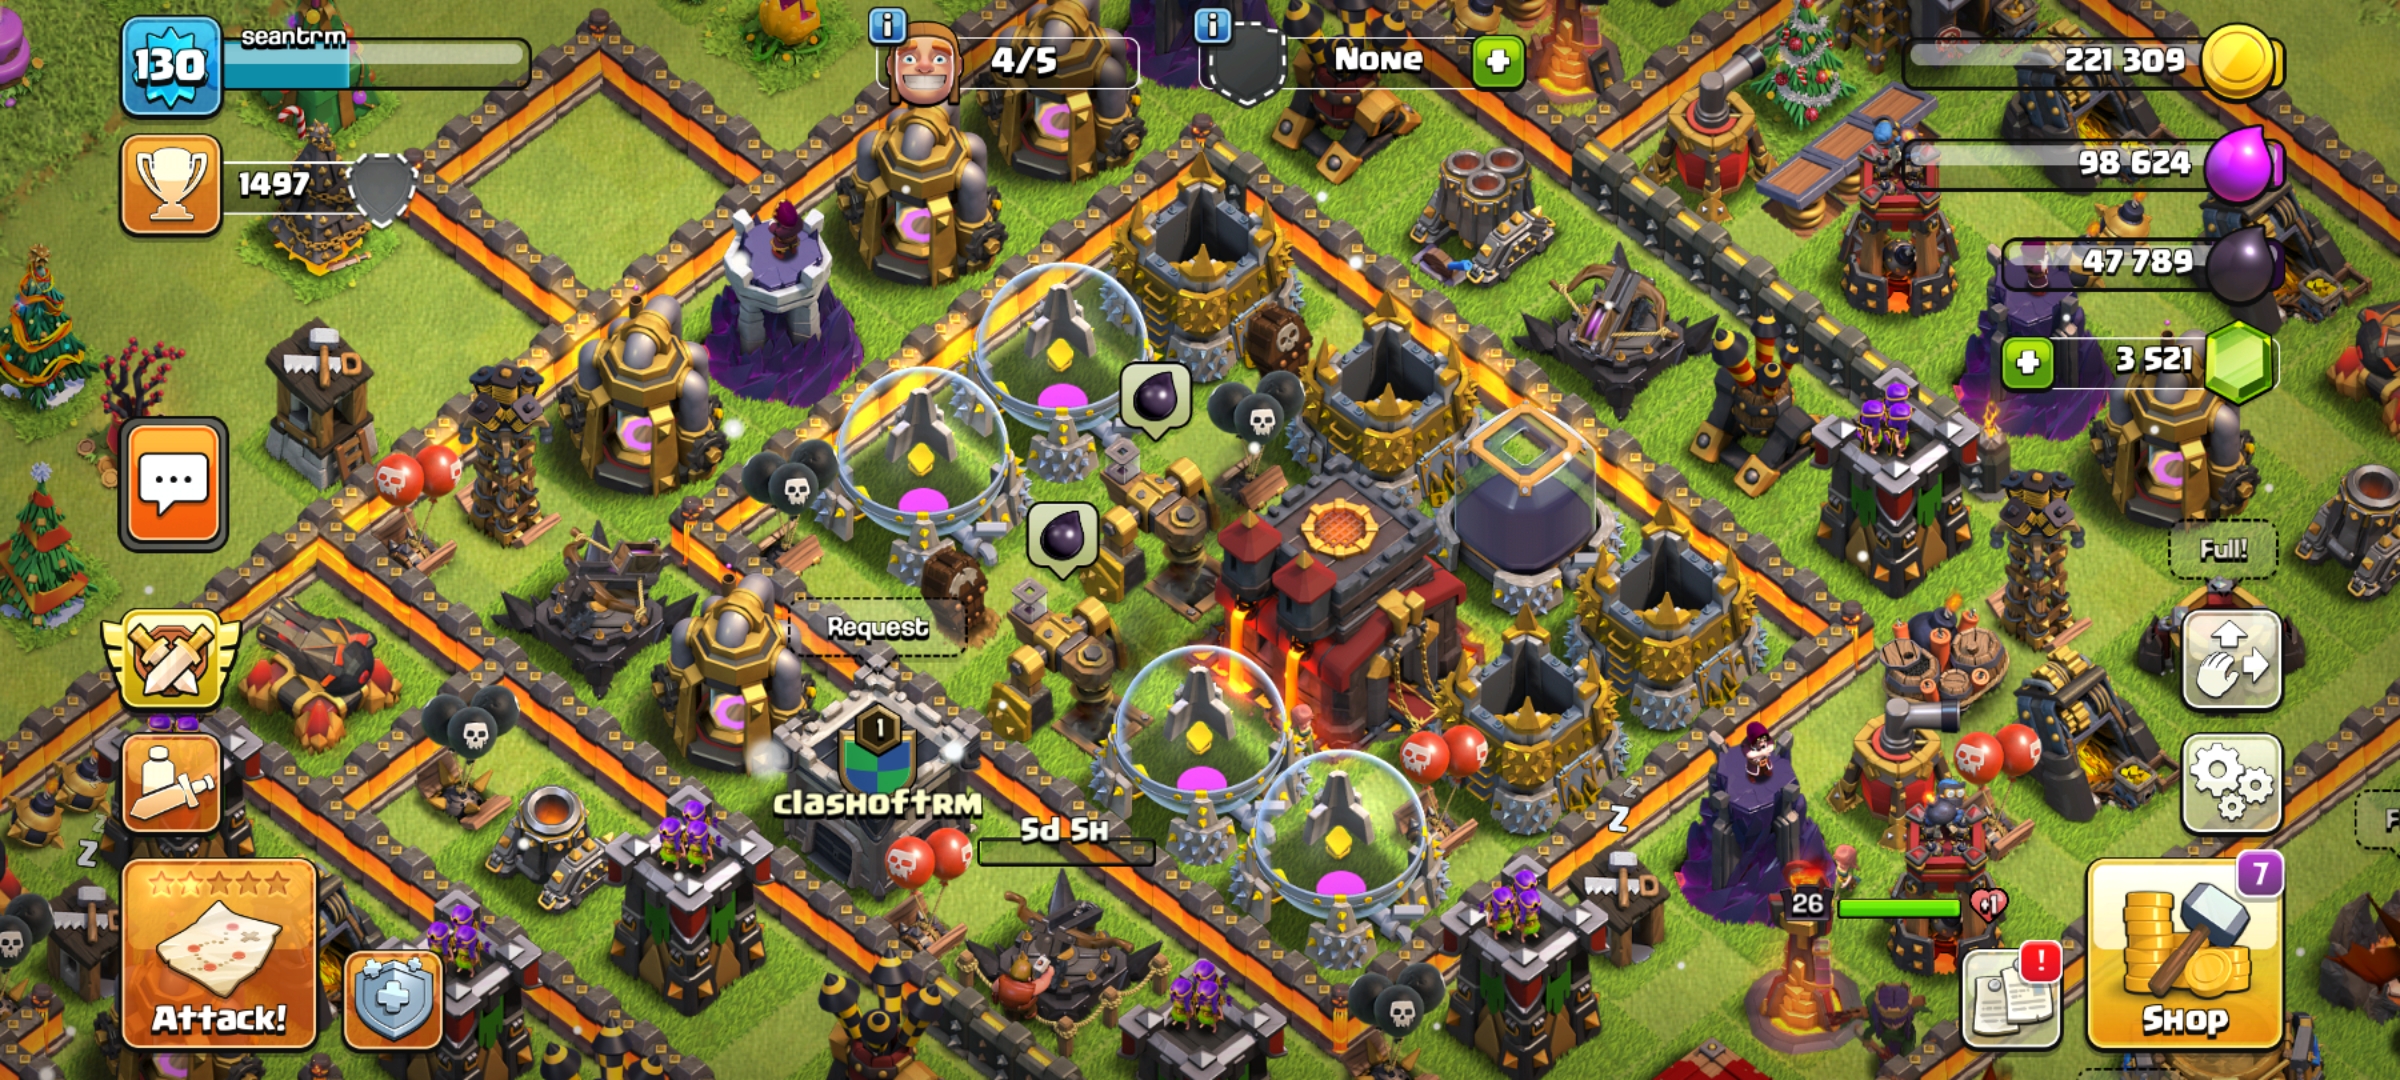 130
seantrm
4/5
None
221 309
1497
98 624
47 789
3 521
Full!
Request
1
clashoftrm
5d 5h
Z
z
Z
z
26
+1
7
!
Attack!
Shop
F